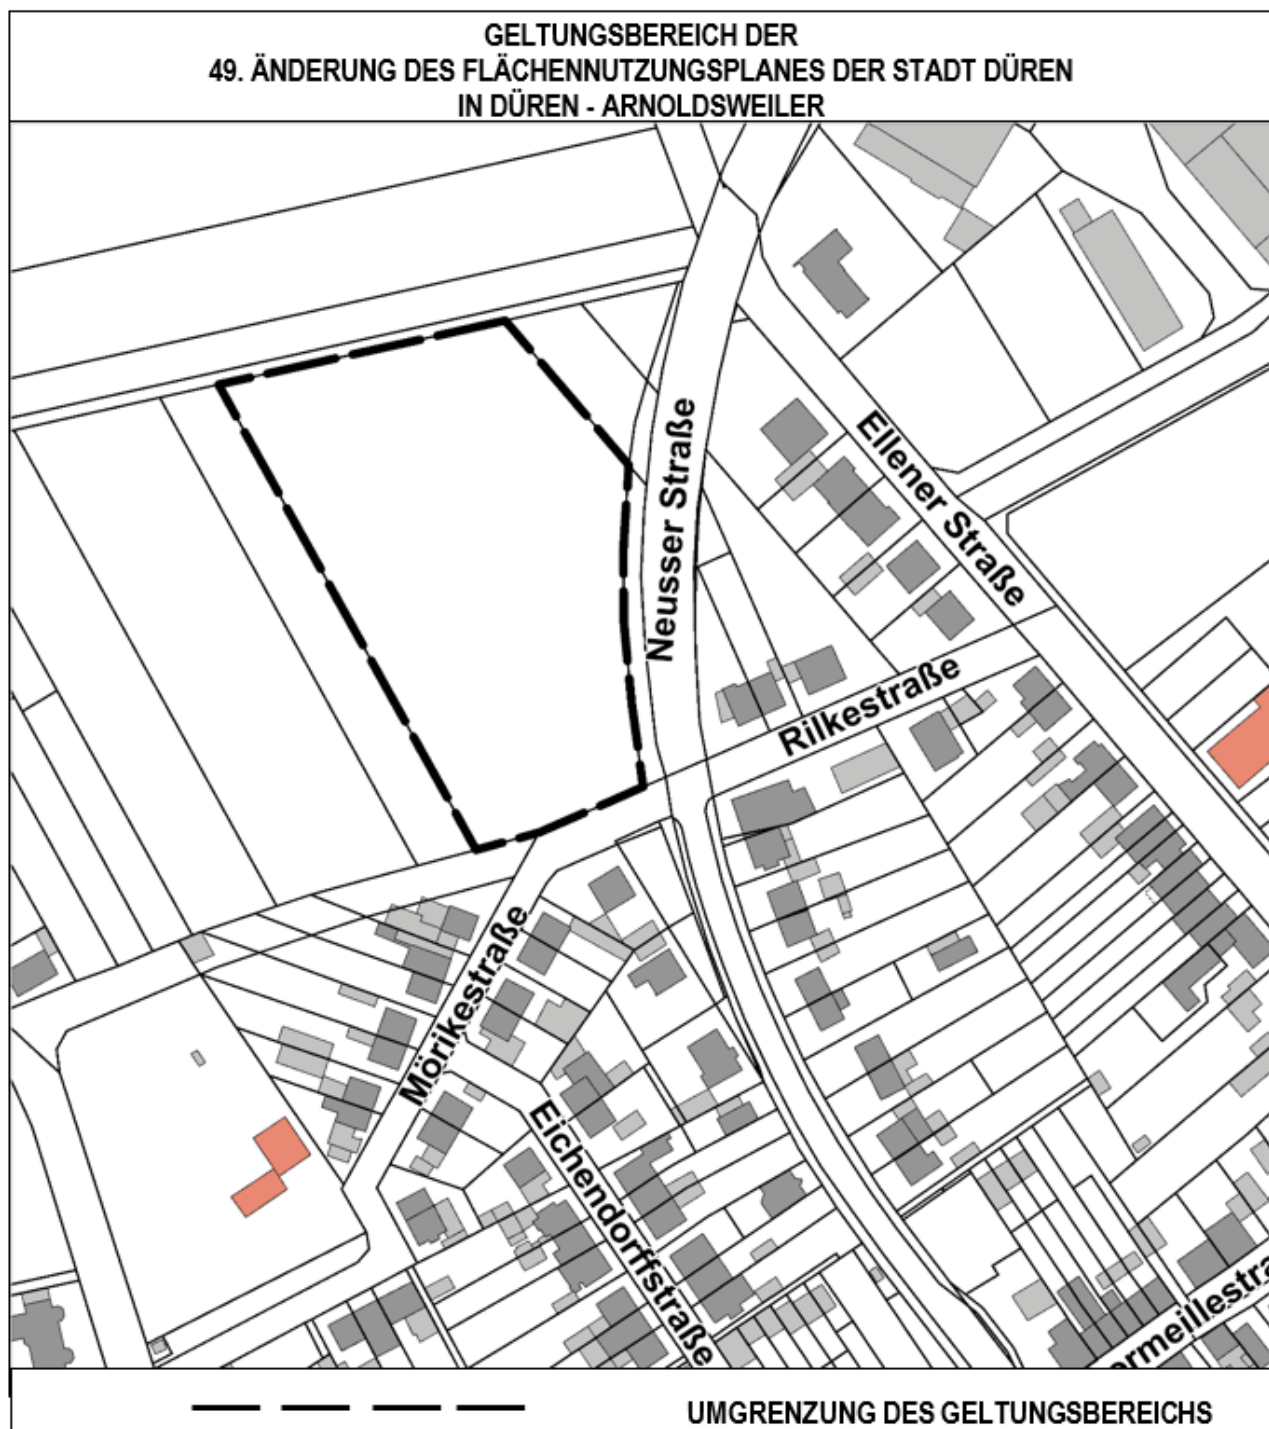 GELTUNGSBEREICH DER
49. ÄNDERUNG DES FLÄCHENNUTZUNGSPLANES DER STADT DÜREN
IN DÜREN - ARNOLDSWEILER
Neusser Straße
Ellener Straße
Rilkestraße
Mörikestraße
Eichendorffstraße
ermeillestra
UMGRENZUNG DES GELTUNGSBEREICHS